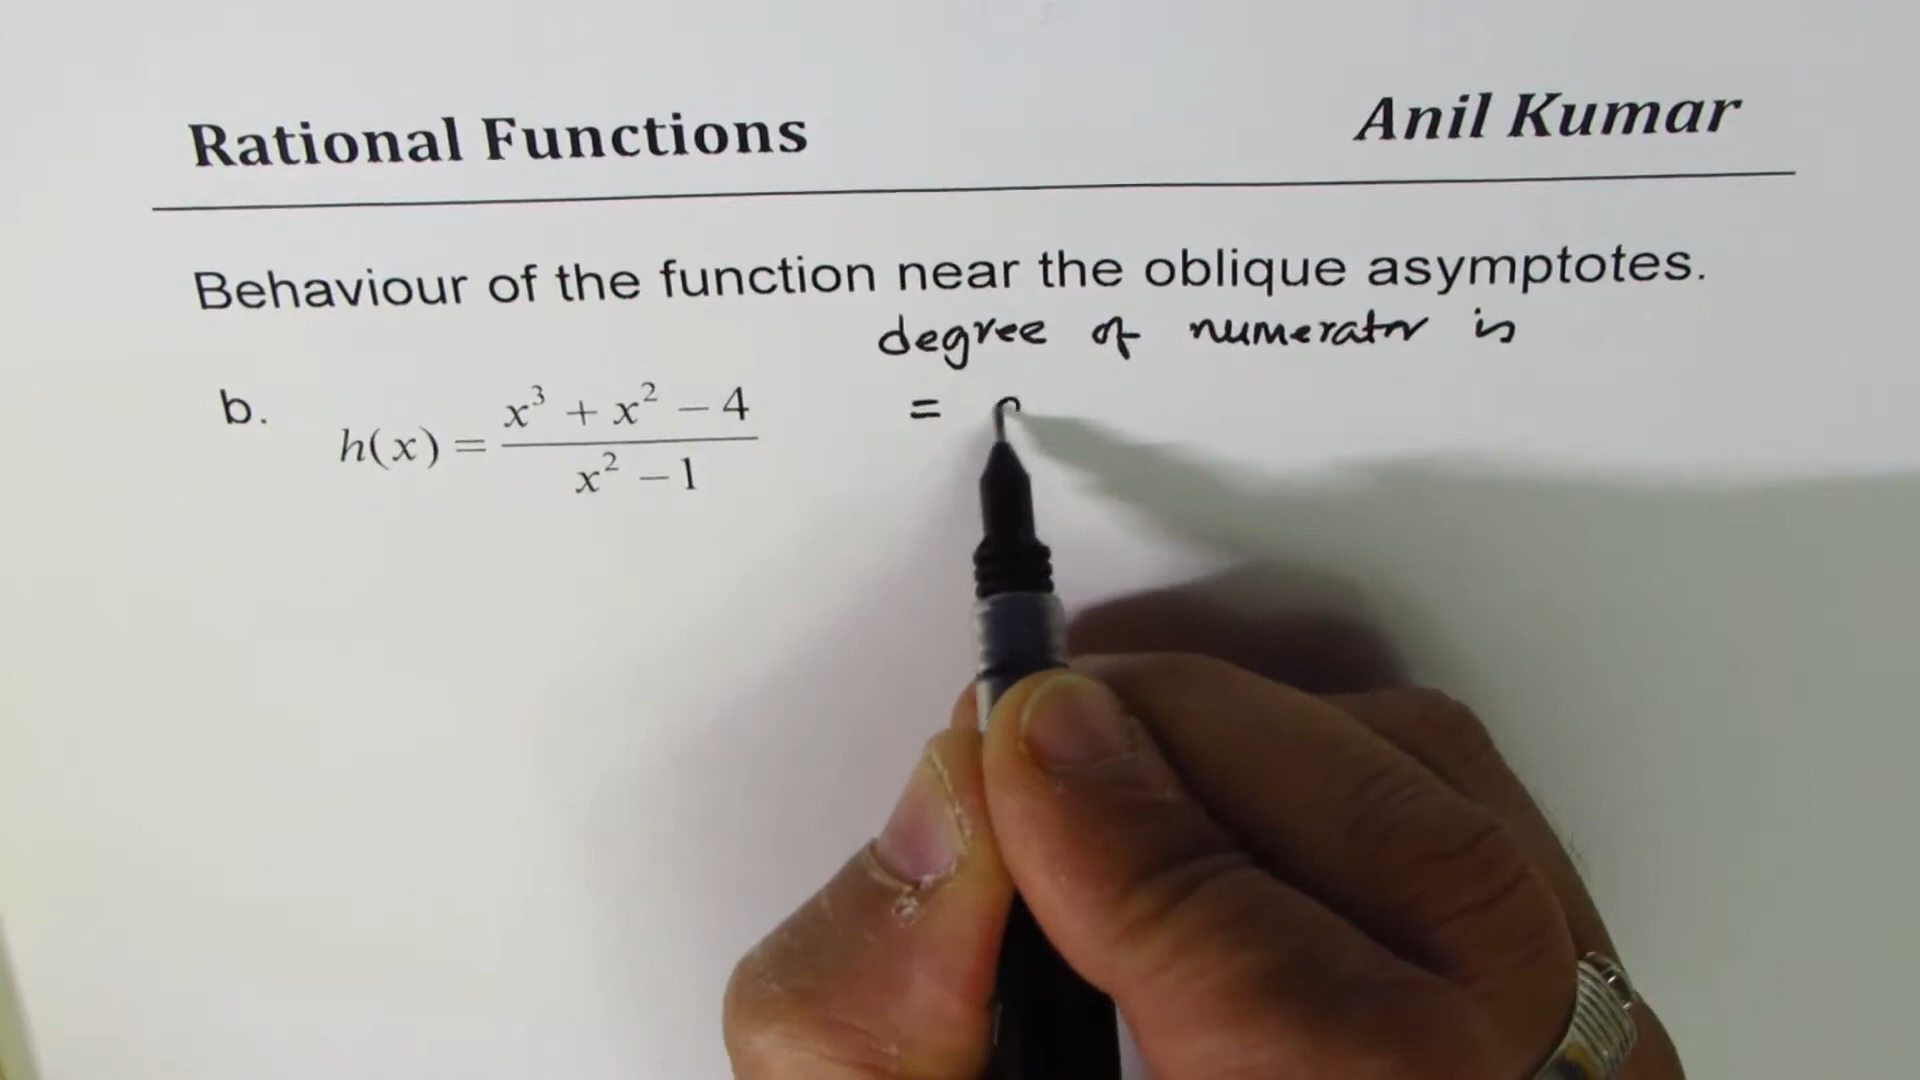 Rational Functions Anil Kumar
Behaviour of the function near the oblique asymptotes.
degree of numerator is
b. h(x) = (x³ + x² − 4) / (x² − 1) =